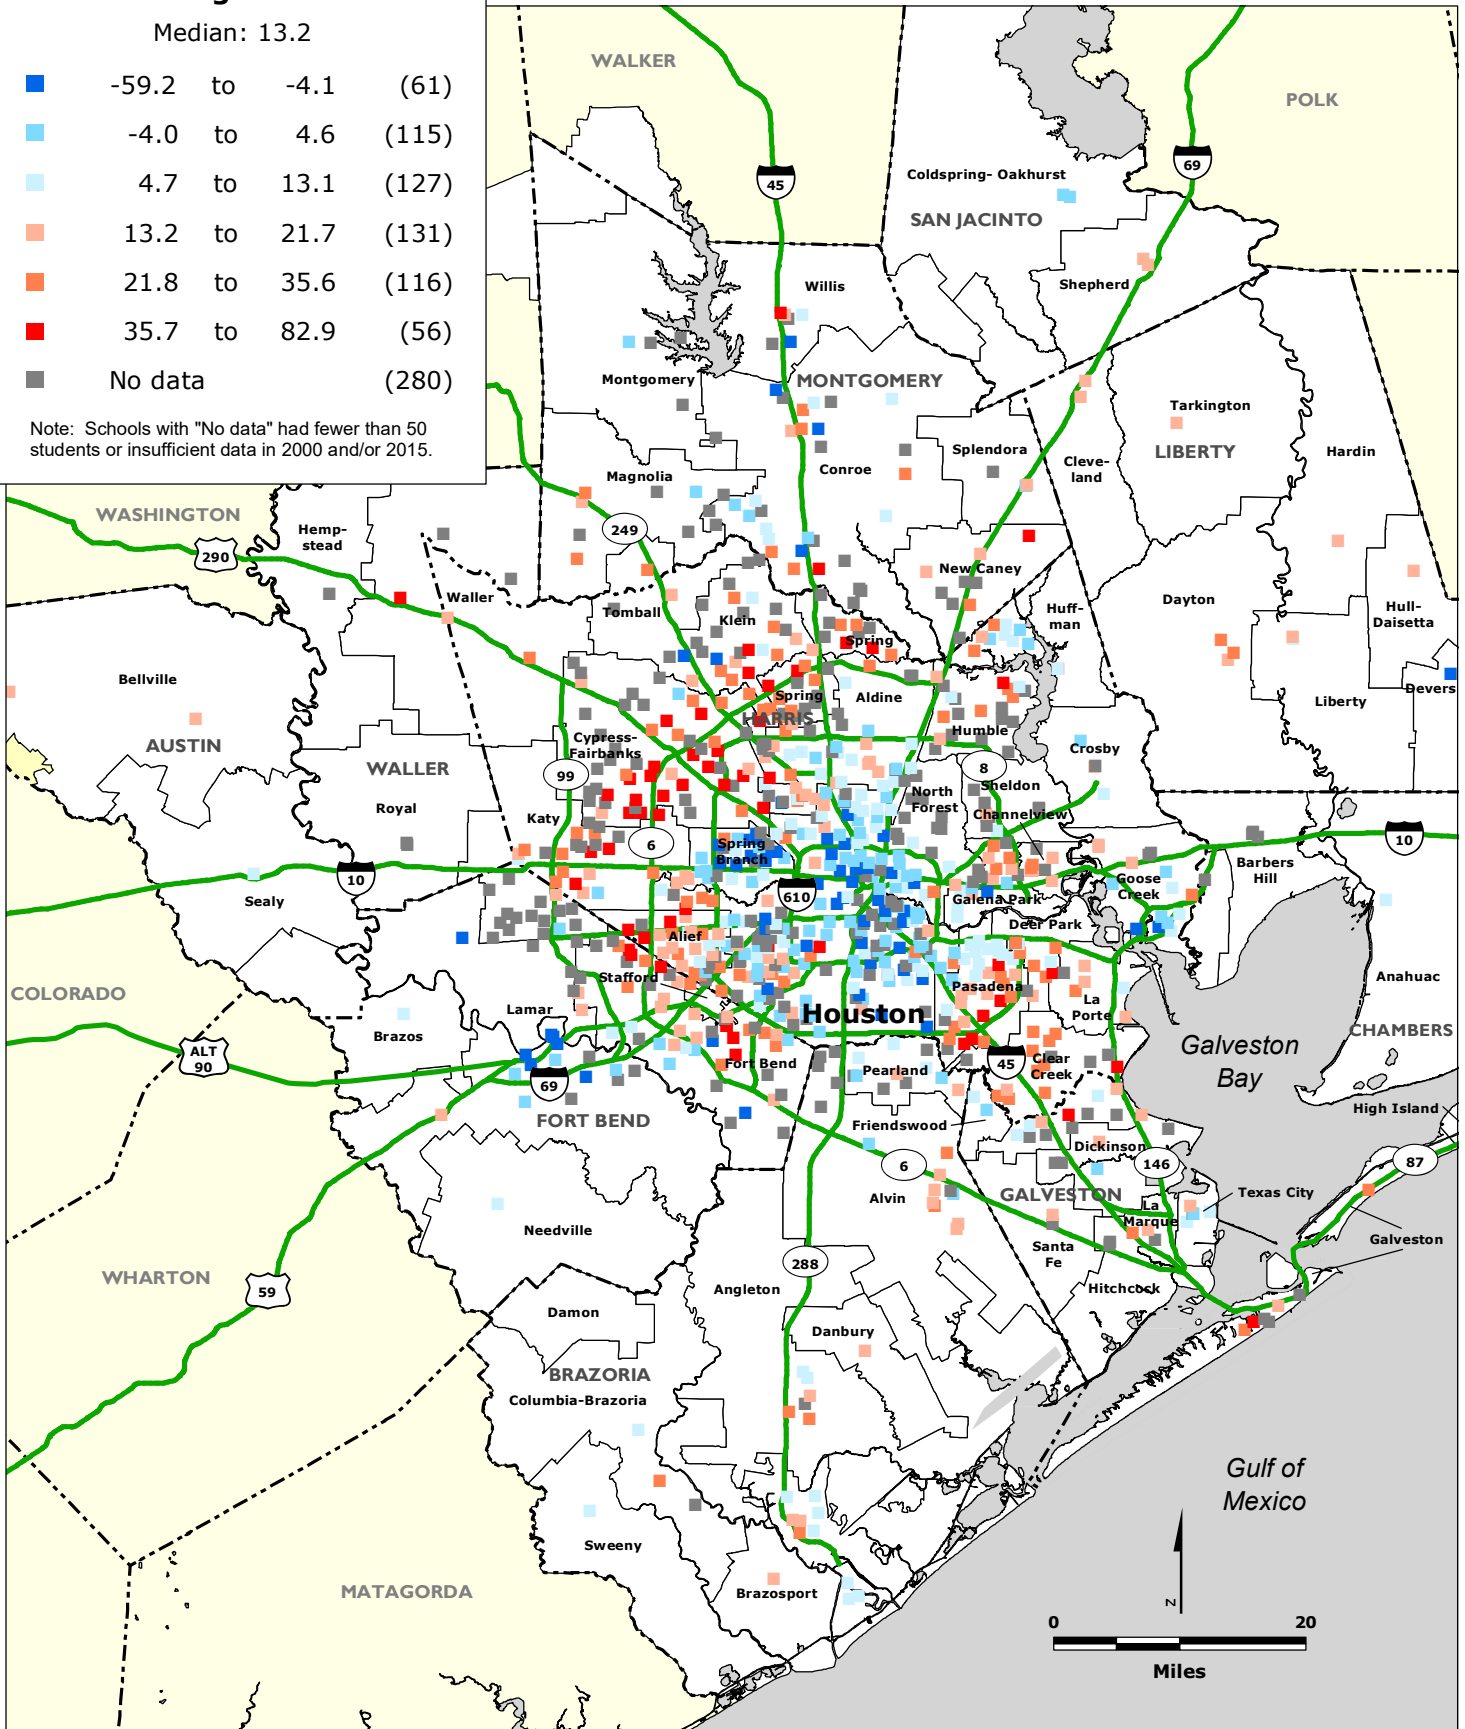 Median: 13.2
-59.2 to -4.1 (61)
-4.0 to 4.6 (115)
4.7 to 13.1 (127)
13.2 to 21.7 (131)
21.8 to 35.6 (116)
35.7 to 82.9 (56)
No data (280)
Note: Schools with "No data" had fewer than 50
students or insufficient data in 2000 and/or 2015.
WALKER
POLK
69
45
Coldspring- Oakhurst
SAN JACINTO
Shepherd
Willis
Montgomery
MONTGOMERY
Tarkington
LIBERTY
Hardin
Splendora
Conroe
Cleve-
land
Magnolia
WASHINGTON
Hemp-
stead
249
290
New Caney
Waller
Tomball
Klein
Spring
Huff-
man
Dayton
Hull-
Daisetta
Bellville
Spring
Aldine
Devers
Liberty
HARRIS
Humble
AUSTIN
Cypress-
Fairbanks
Crosby
WALLER
99
8
Sheldon
North
Forest
Royal
Katy
Channelview
6
Spring
Branch
10
Barbers
Hill
10
Goose
Creek
Sealy
610
Galena Park
Deer Park
Alief
Stafford
Anahuac
COLORADO
Pasadena
La
Porte
Lamar
Houston
Brazos
CHAMBERS
Galveston
Bay
ALT
90
Fort Bend
Pearland
45
Clear
Creek
69
High Island
FORT BEND
Friendswood
Dickinson
6
146
87
Alvin
GALVESTON
Texas City
La
Marque
Needville
Santa
Fe
Galveston
288
WHARTON
59
Angleton
Hitchcock
Damon
Danbury
BRAZORIA
Columbia-Brazoria
Gulf of
Mexico
Sweeny
MATAGORDA
Brazosport
N
0 20
Miles